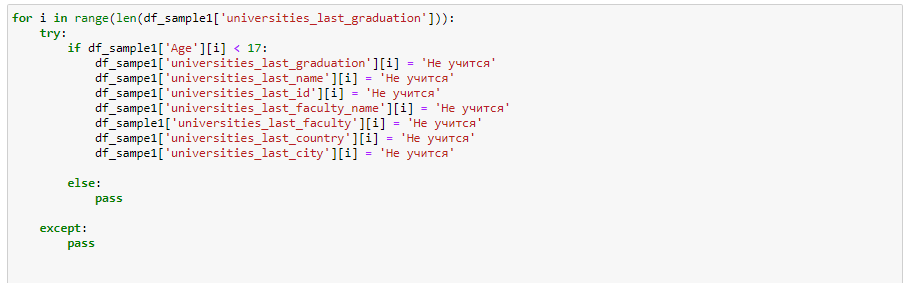 for i in range(len(df_sample1['universities_last_graduation'])):
    try:
        if df_sample1['Age'][i] < 17:
            df_sampe1['universities_last_graduation'][i] = 'Не учится'
            df_sampe1['universities_last_name'][i] = 'Не учится'
            df_sampe1['universities_last_id'][i] = 'Не учится'
            df_sampe1['universities_last_faculty_name'][i] = 'Не учится'
            df_sample1['universities_last_faculty'][i] = 'Не учится'
            df_sampe1['universities_last_country'][i] = 'Не учится'
            df_sampe1['universities_last_city'][i] = 'Не учится'
        else:
            pass
    except:
        pass